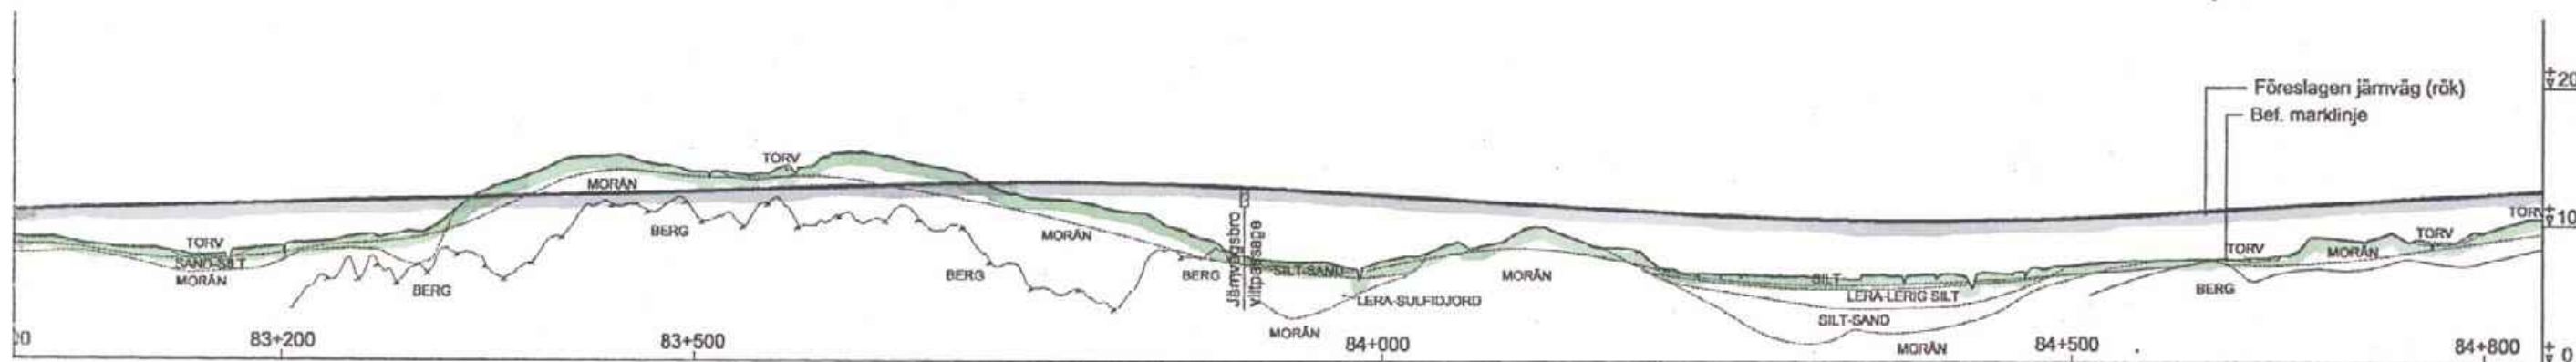 ± 20
Föreslagen järnväg (rök)
Bef. marklinje
TORV
MORÄN
BERG
TORV
SAND-SILT
MORÄN
BERG
MORÄN
BERG
BERG
Järnvägsbro
viltpassage
SILT-SAND
LERA-SULFIDJORD
MORÄN
MORÄN
SILT
LERA-LERIG SILT
SILT-SAND
MORÄN
TORV
BERG
MORÄN
TORV
TORV
± 10
20
83+200
83+500
84+000
84+500
84+800
± 0